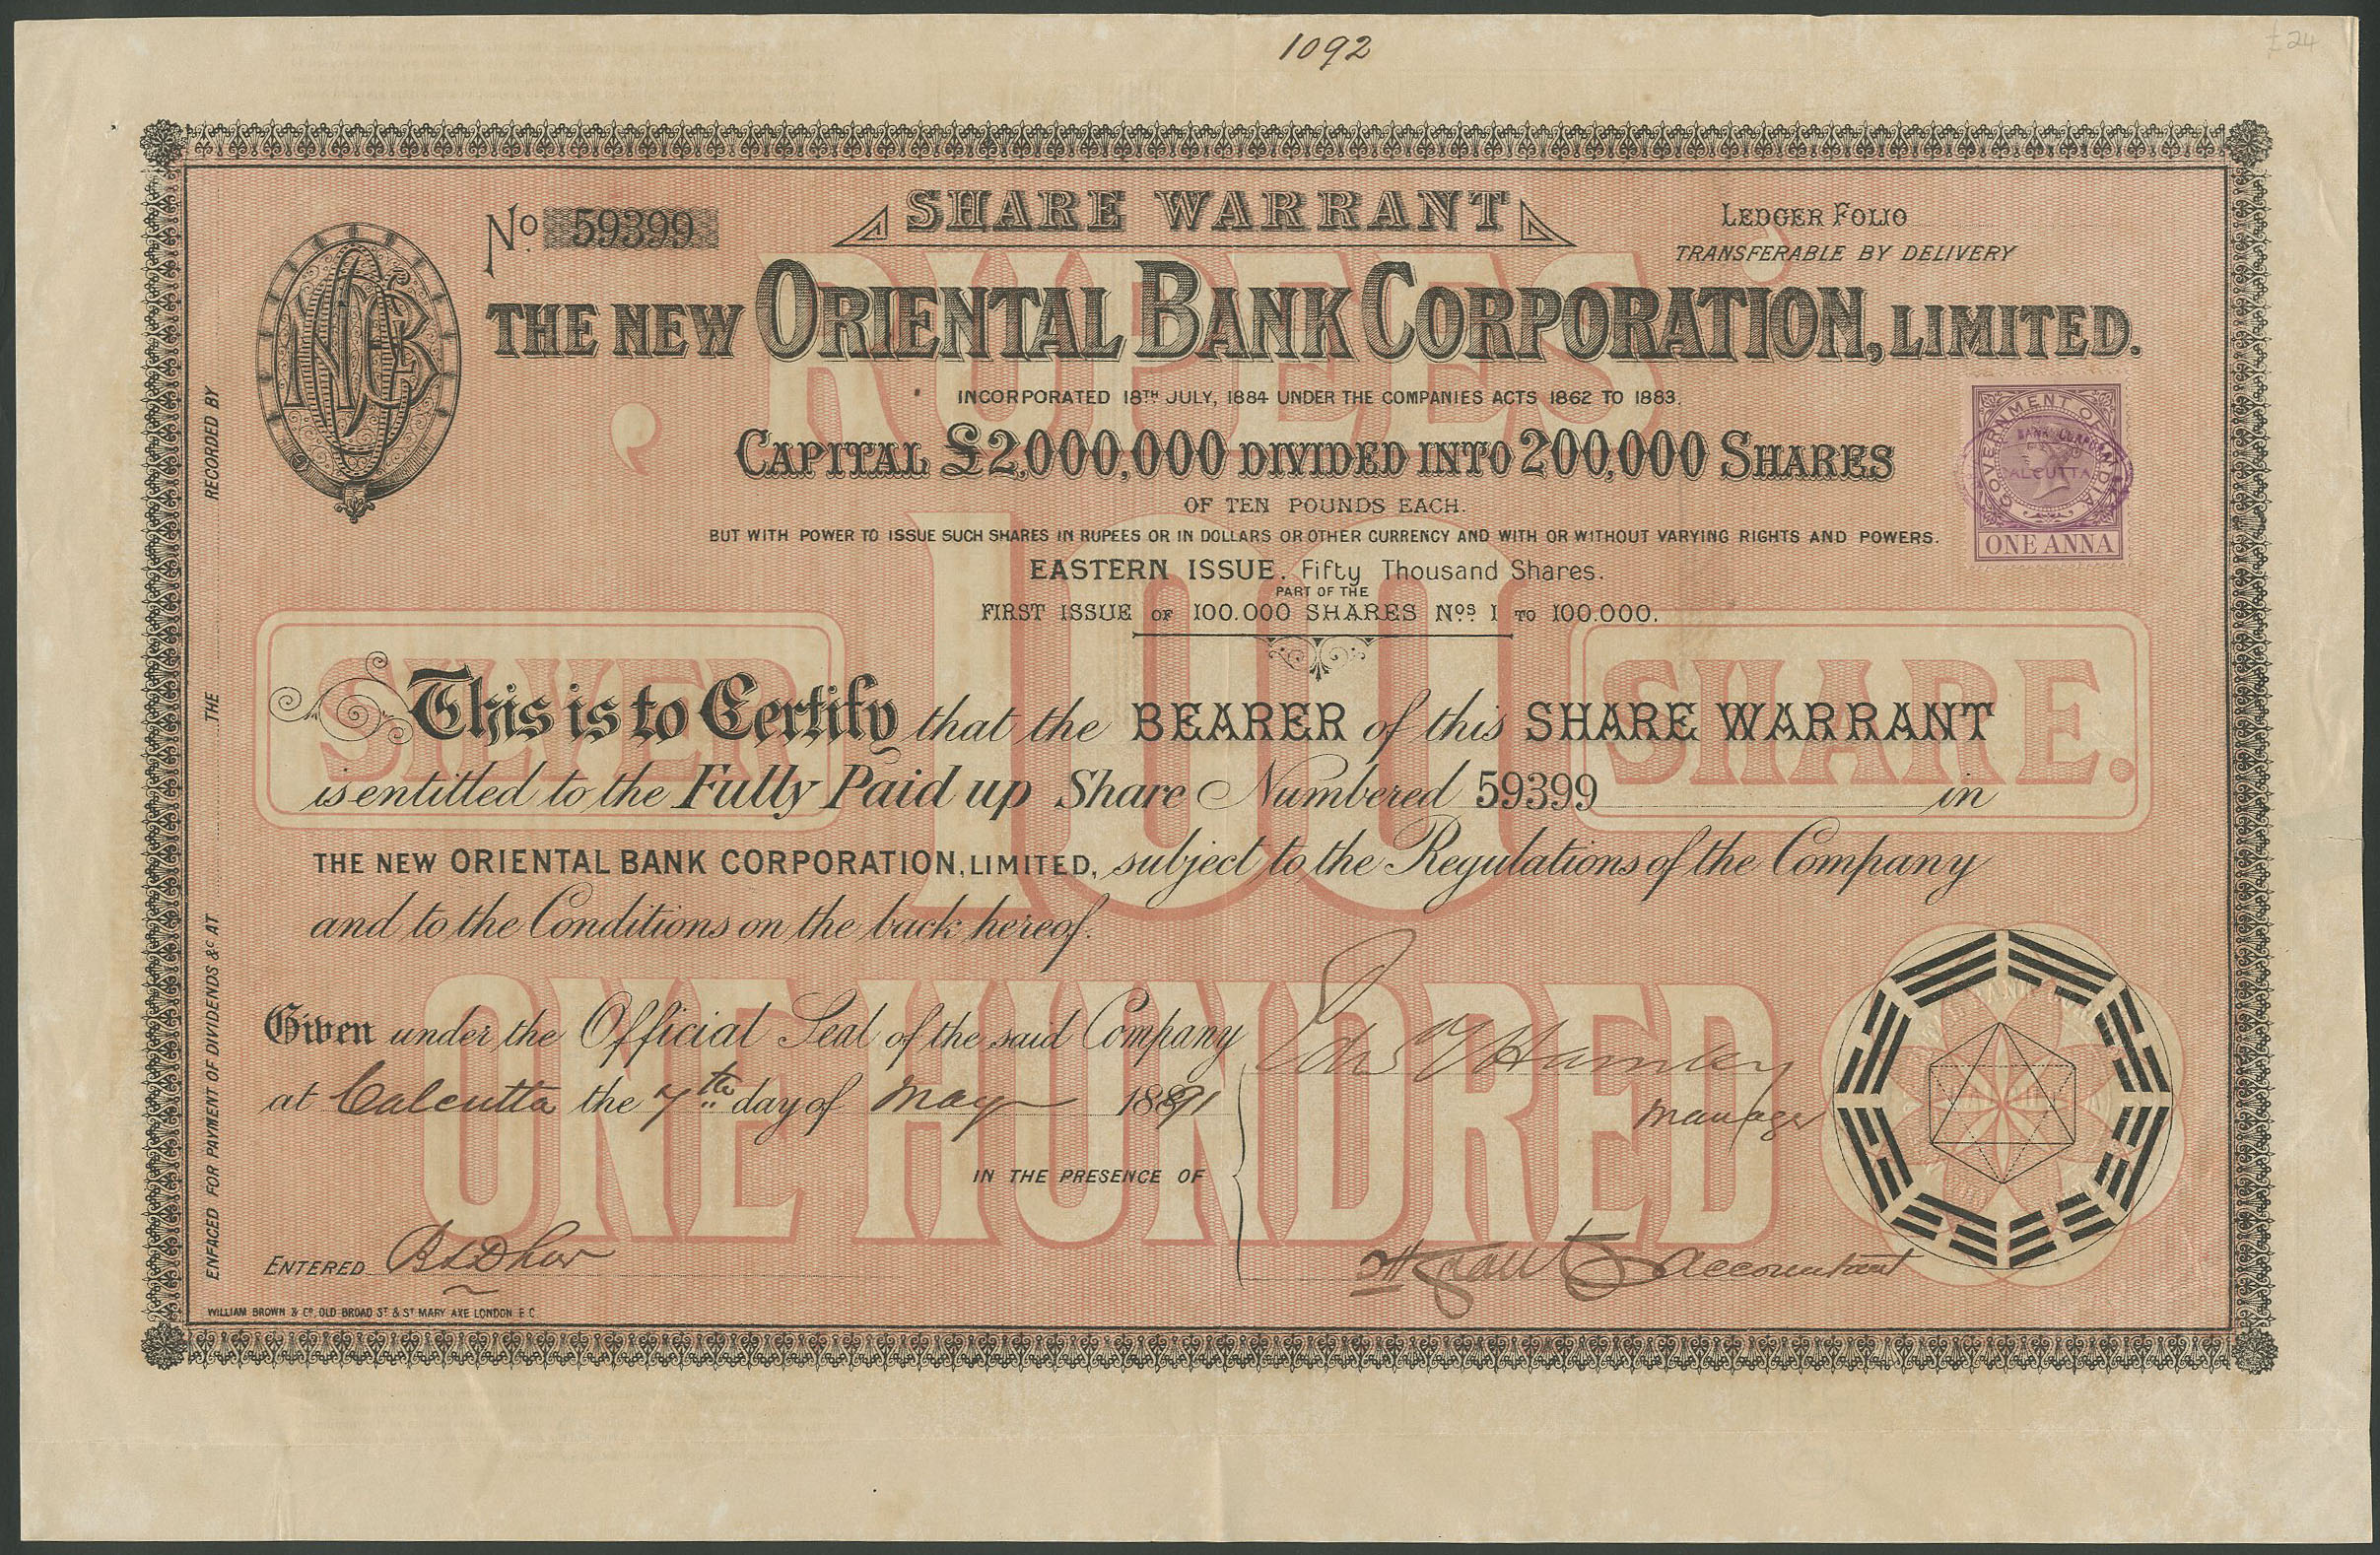 1092
£24
SHARE WARRANT
No. 59399
LEDGER FOLIO
TRANSFERABLE BY DELIVERY
THE NEW ORIENTAL BANK CORPORATION, LIMITED.
INCORPORATED 18TH JULY, 1884 UNDER THE COMPANIES ACTS 1862 TO 1883.
CAPITAL £2,000,000 DIVIDED INTO 200,000 SHARES
OF TEN POUNDS EACH.
BUT WITH POWER TO ISSUE SUCH SHARES IN RUPEES OR IN DOLLARS OR OTHER CURRENCY AND WITH OR WITHOUT VARYING RIGHTS AND POWERS.
EASTERN ISSUE. Fifty Thousand Shares.
PART OF THE
FIRST ISSUE OF 100.000 SHARES Nos 1 TO 100.000.
GOVERNMENT OF INDIA
CALCUTTA
ONE ANNA
RUPEES
100
SILVER SHARE.
ONE HUNDRED
This is to Certify that the BEARER of this SHARE WARRANT
is entitled to the Fully Paid up Share Numbered 59399 in
THE NEW ORIENTAL BANK CORPORATION, LIMITED, subject to the Regulations of the Company
and to the Conditions on the back hereof.
Given under the Official Seal of the said Company
at Calcutta the 7th day of May 1891
Manager
IN THE PRESENCE OF
Accountant
ENTERED
WILLIAM BROWN & Co. OLD BROAD ST & ST MARY AXE LONDON E C
ENFACED FOR PAYMENT OF DIVIDENDS &c AT THE RECORDED BY